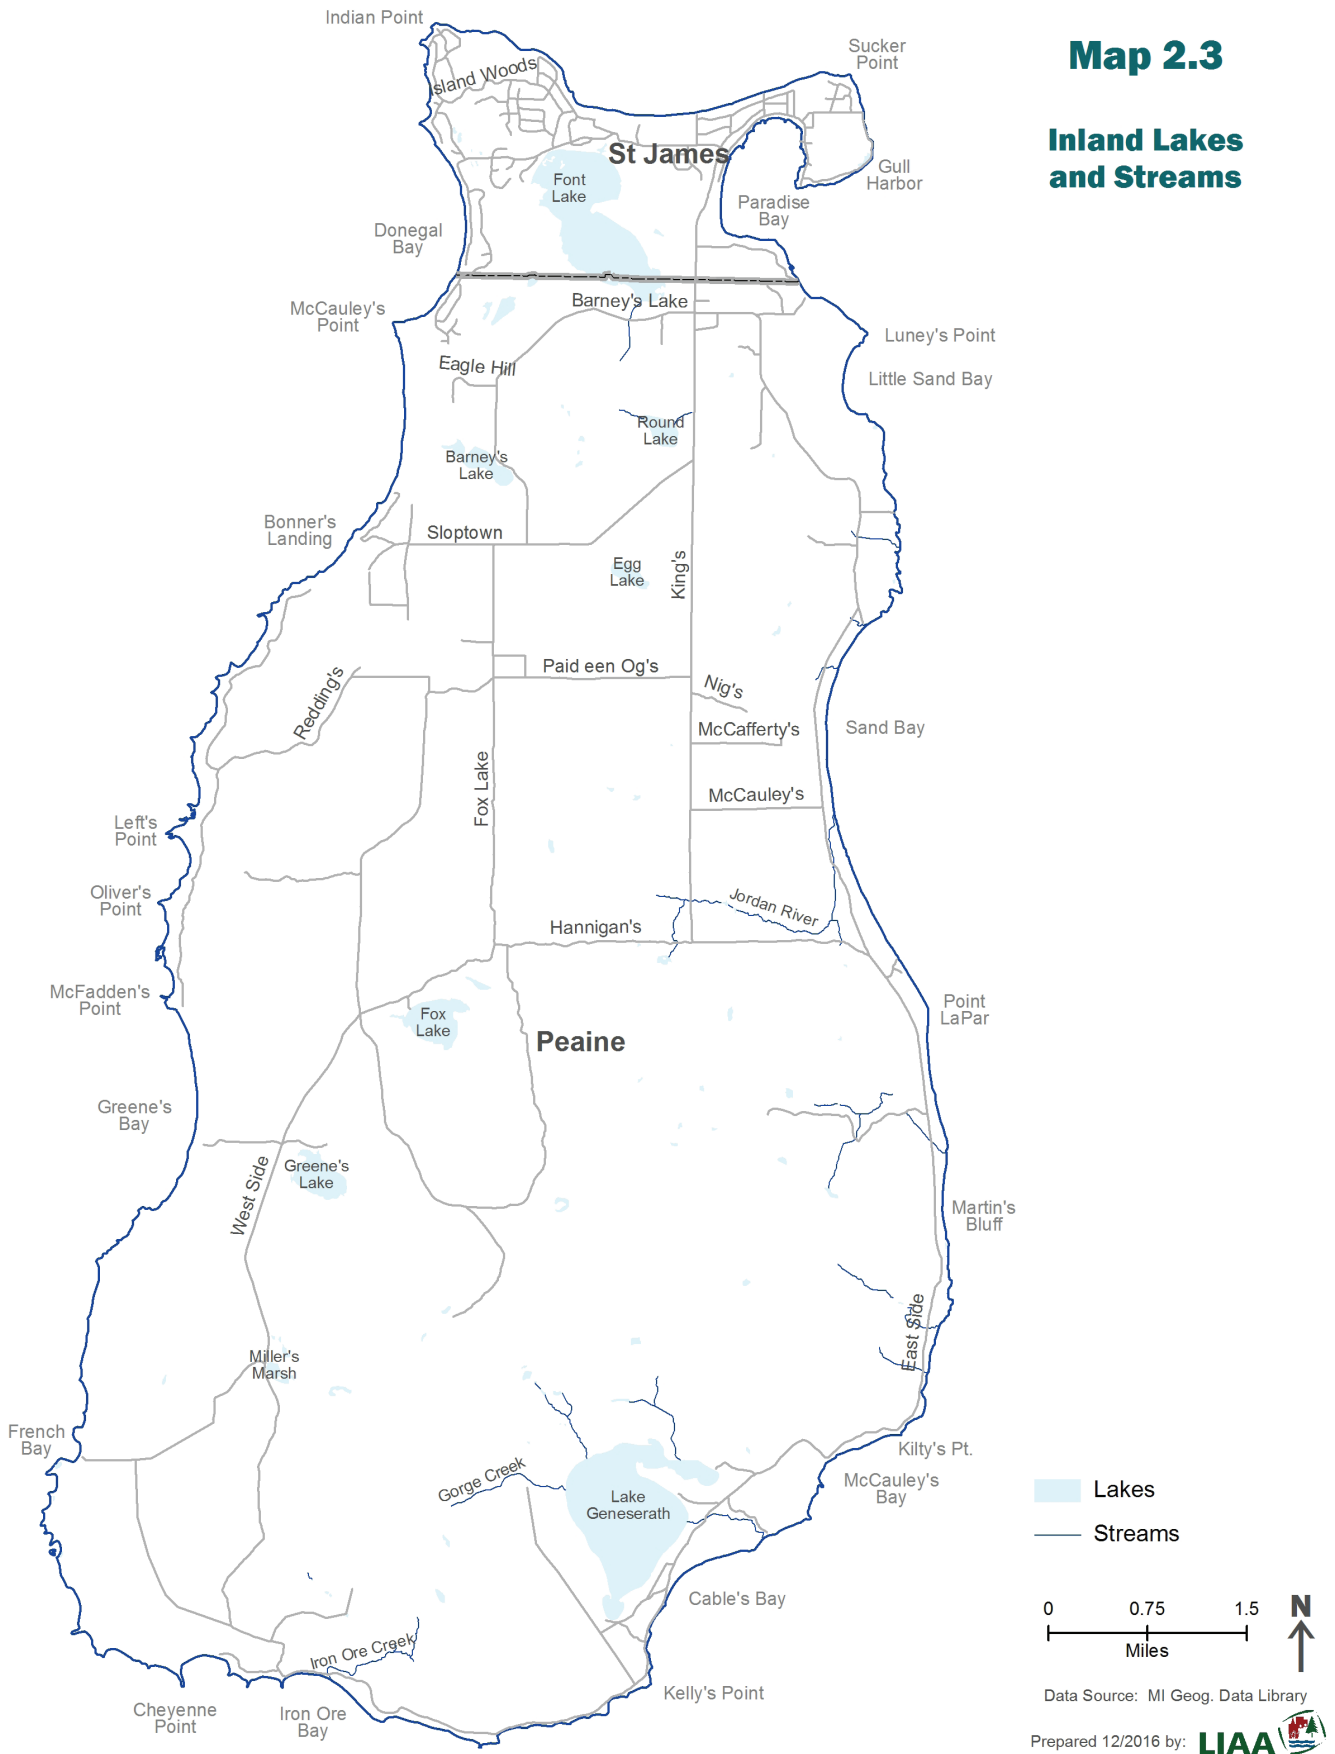 Indian Point
Map 2.3
Sucker
Point
Island Woods
Inland Lakes
and Streams
St James
Gull
Harbor
Font
Lake
Paradise
Bay
Donegal
Bay
McCauley's
Point
Barney's Lake
Luney's Point
Eagle Hill
Little Sand Bay
Round
Lake
Barney's
Lake
Bonner's
Landing
Sloptown
Egg
Lake
King's
Paid een Og's
Redding's
Nig's
McCafferty's
Sand Bay
Fox Lake
McCauley's
Left's
Point
Oliver's
Point
Jordan River
Hannigan's
McFadden's
Point
Point
LaPar
Fox
Lake
Peaine
Greene's
Bay
Greene's
Lake
West Side
Martin's
Bluff
East Side
Miller's
Marsh
French
Bay
Kilty's Pt.
Gorge Creek
McCauley's
Bay
Lake
Geneserath
Lakes
Streams
Cable's Bay
0 0.75 1.5
Miles
N
Iron Ore Creek
Kelly's Point
Cheyenne
Point
Iron Ore
Bay
Data Source: MI Geog. Data Library
Prepared 12/2016 by: LIAA